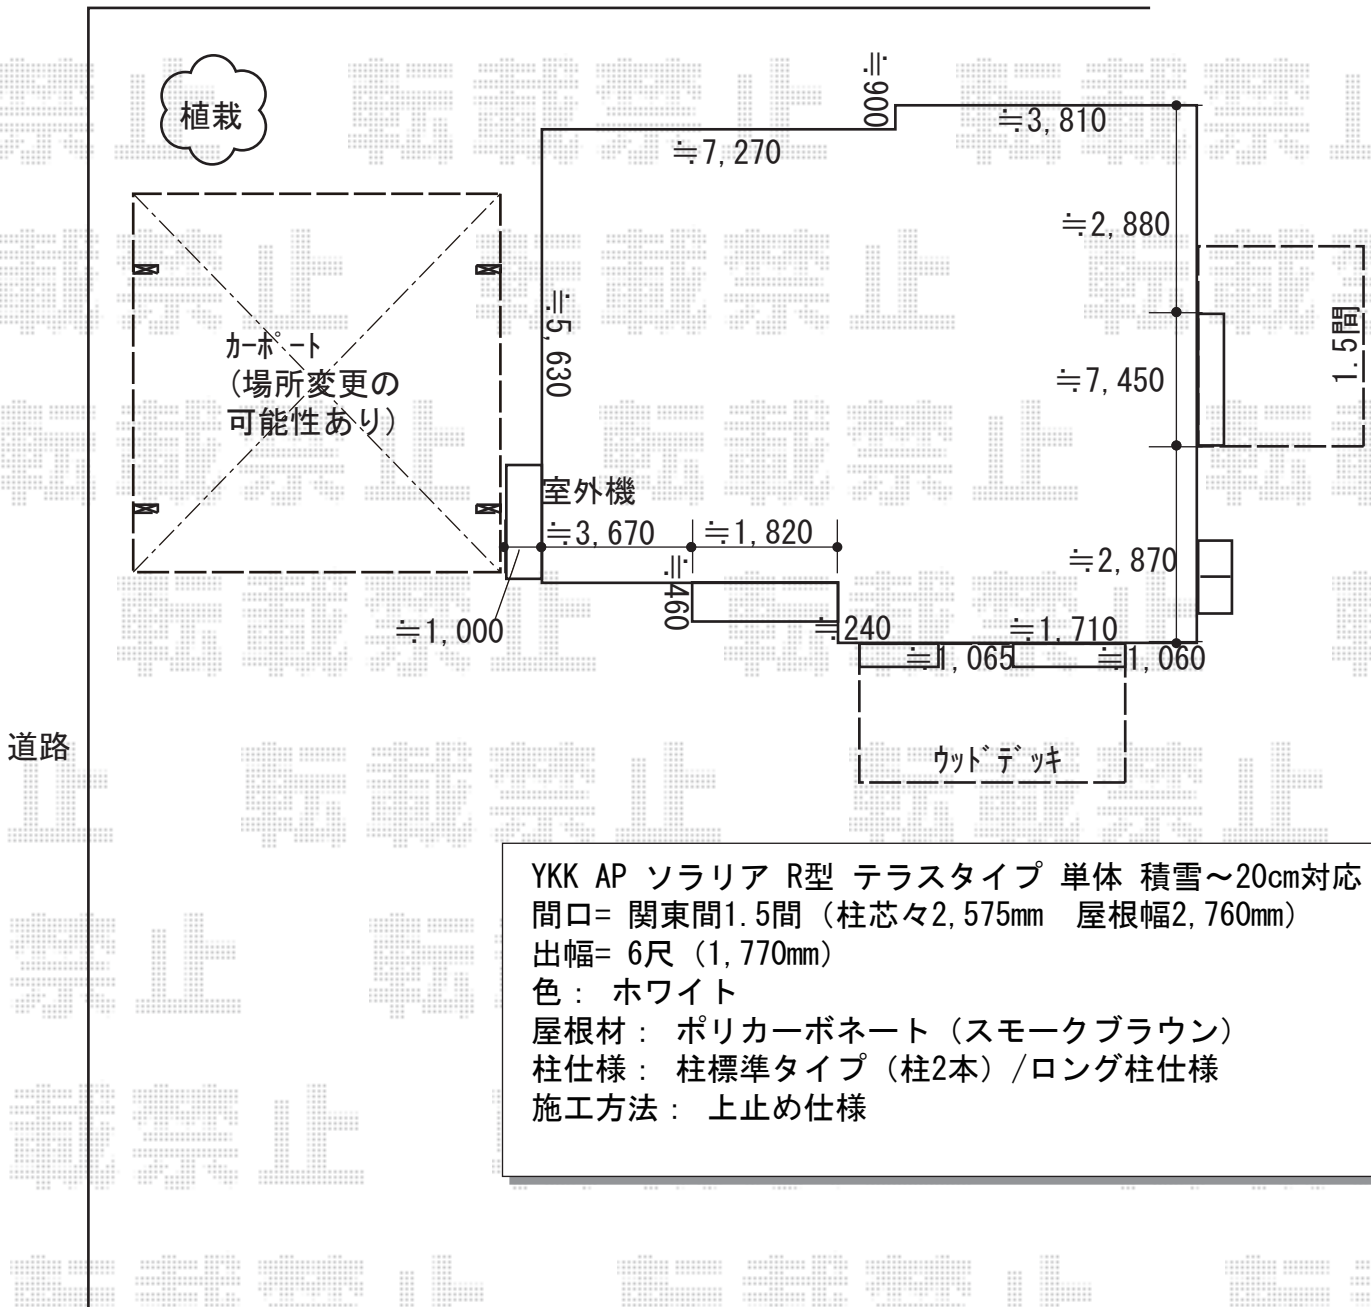 植栽
≒900
≒3,810
≒7,270
≒2,880
≒5,630
1.5間
カーポート
(場所変更の
可能性あり)
≒7,450
室外機
≒3,670
≒1,820
≒2,870
≒460
≒1,000
≒240
≒1,710
≒1,065
≒1,060
道路
ウッドデッキ
YKK AP ソラリア R型 テラスタイプ 単体 積雪～20cm対応
間口= 関東間1.5間 (柱芯々2,575mm 屋根幅2,760mm)
出幅= 6尺 (1,770mm)
色: ホワイト
屋根材: ポリカーボネート (スモークブラウン)
柱仕様: 柱標準タイプ (柱2本) /ロング柱仕様
施工方法: 上止め仕様
転載禁止